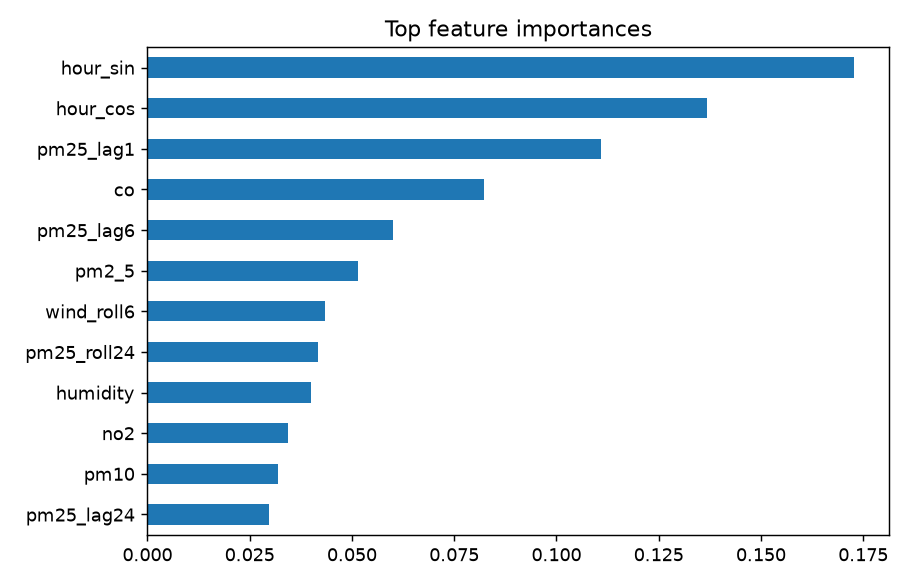 Top feature importances
hour_sin
hour_cos
pm25_lag1
co
pm25_lag6
pm2_5
wind_roll6
pm25_roll24
humidity
no2
pm10
pm25_lag24
0.000 0.025 0.050 0.075 0.100 0.125 0.150 0.175